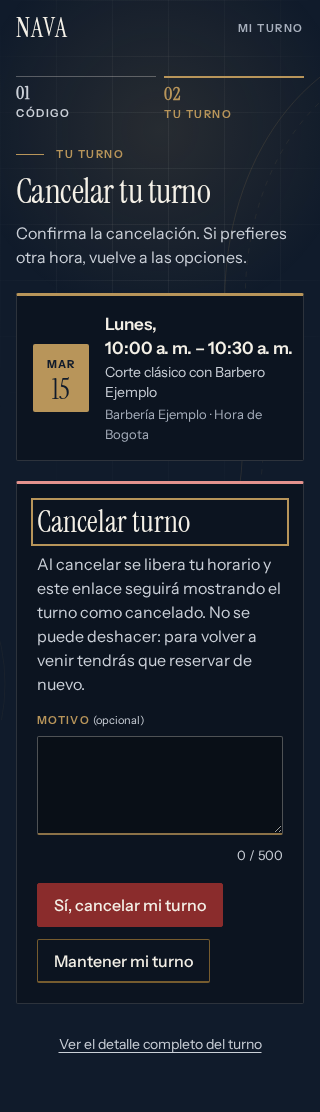 NAVA
MI TURNO
01
CÓDIGO
02
TU TURNO
TU TURNO
Cancelar tu turno
Confirma la cancelación. Si prefieres
otra hora, vuelve a las opciones.
MAR
15
Lunes,
10:00 a. m. – 10:30 a. m.
Corte clásico con Barbero
Ejemplo
Barbería Ejemplo · Hora de
Bogota
Cancelar turno
Al cancelar se libera tu horario y
este enlace seguirá mostrando el
turno como cancelado. No se
puede deshacer: para volver a
venir tendrás que reservar de
nuevo.
MOTIVO (opcional)
0 / 500
Sí, cancelar mi turno
Mantener mi turno
Ver el detalle completo del turno